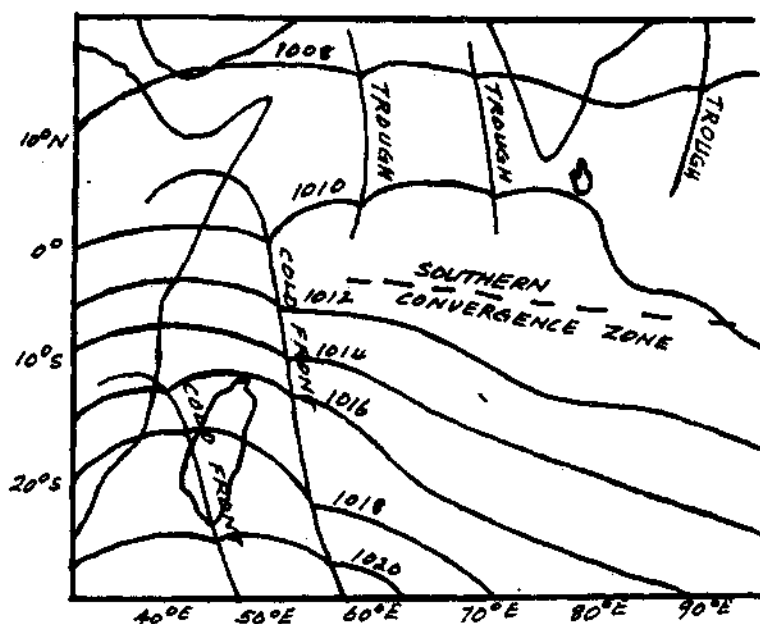 1008
TROUGH
TROUGH
TROUGH
10°N
1010
0°
COLD FRONT
SOUTHERN
CONVERGENCE ZONE
1012
10°S
1014
1016
COLD FRONT
20°S
1018
1020
40°E 50°E 60°E 70°E 80°E 90°E